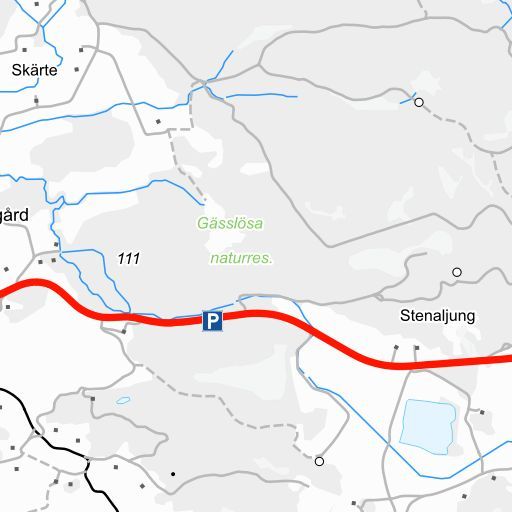 Skärte
gård
Gässlösa
naturres.
111
P
Stenaljung